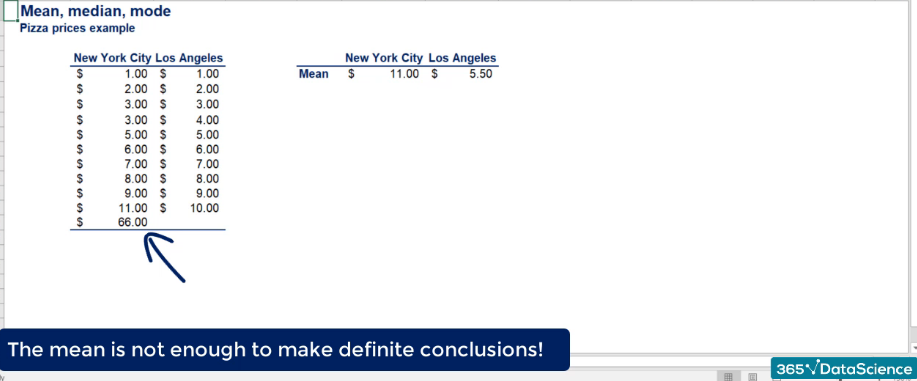 Mean, median, mode
Pizza prices example
New York City Los Angeles
$ 1.00 $ 1.00
$ 2.00 $ 2.00
$ 3.00 $ 3.00
$ 3.00 $ 4.00
$ 5.00 $ 5.00
$ 6.00 $ 6.00
$ 7.00 $ 7.00
$ 8.00 $ 8.00
$ 9.00 $ 9.00
$ 11.00 $ 10.00
$ 66.00
New York City Los Angeles
Mean $ 11.00 $ 5.50
The mean is not enough to make definite conclusions!
365 DataScience